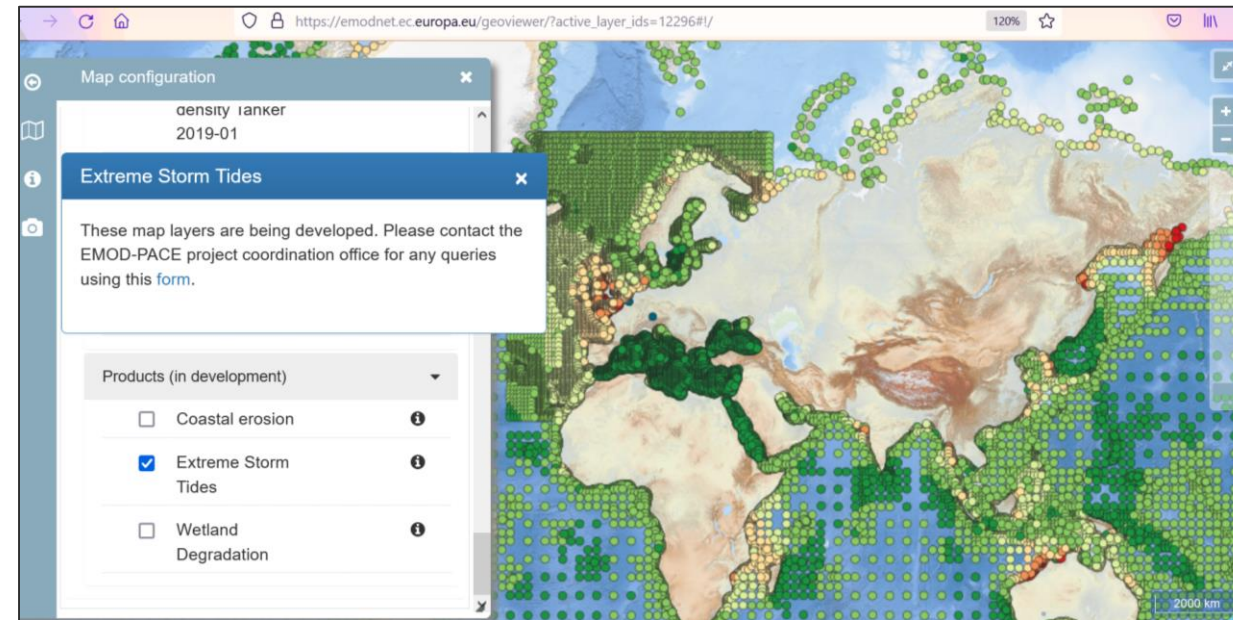 https://emodnet.ec.europa.eu/geoviewer/?active_layer_ids=12296#!/
120%
Map configuration
density Tanker
2019-01
Extreme Storm Tides
These map layers are being developed. Please contact the
EMOD-PACE project coordination office for any queries
using this form.
Products (in development)
Coastal erosion
Extreme Storm
Tides
Wetland
Degradation
2000 km